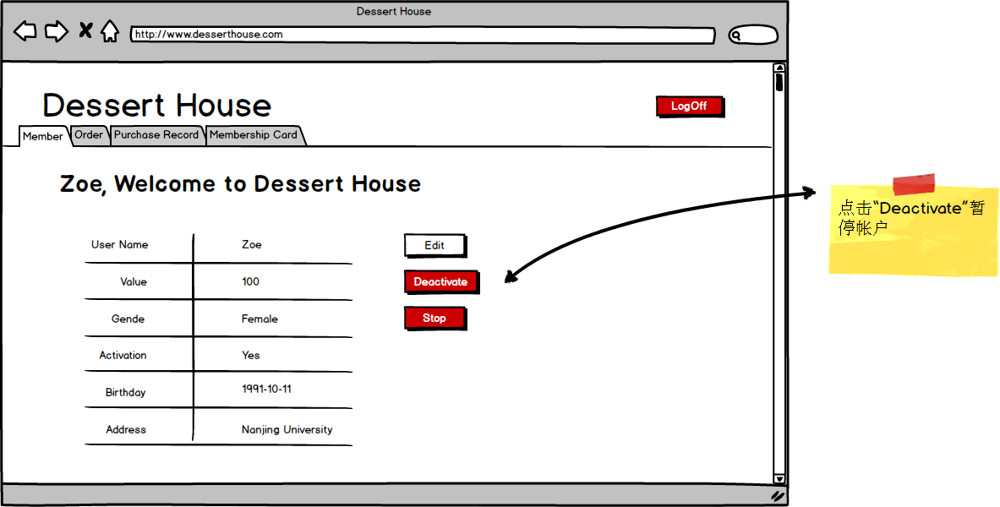 Dessert House
http://www.desserthouse.com
Dessert House
LogOff
Member Order Purchase Record Membership Card
Zoe, Welcome to Dessert House
User Name Zoe Edit
Value 100 Deactivate
Gende Female Stop
Activation Yes
Birthday 1991-10-11
Address Nanjing University
点击“Deactivate”暂
停帐户